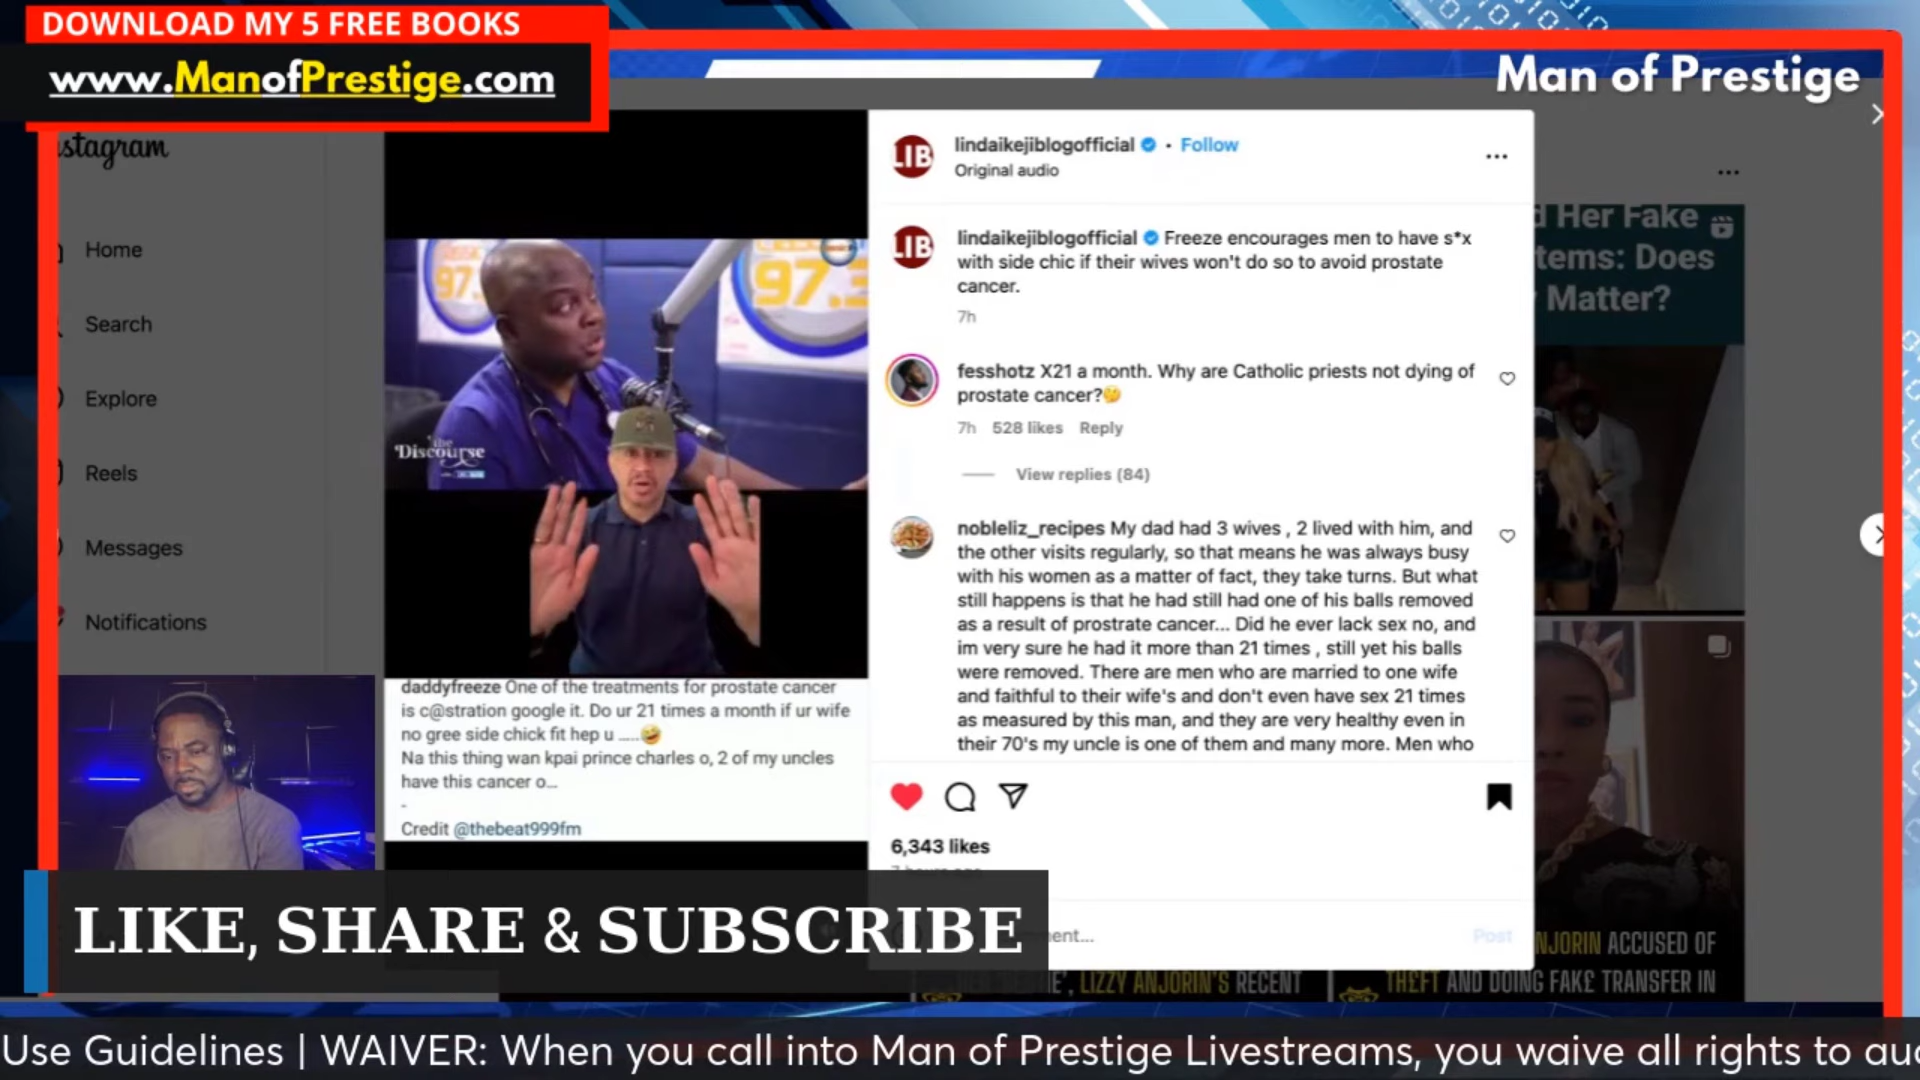 DOWNLOAD MY 5 FREE BOOKS
www.ManofPrestige.com
Man of Prestige
stagram
Home
Search
Explore
Reels
Messages
Notifications
97.
97.3
the
Discourse
daddyfreeze One of the treatments for prostate cancer
is c@stration google it. Do ur 21 times a month if ur wife
no gree side chick fit hep u .....🤣
Na this thing wan kpai prince charles o, 2 of my uncles
have this cancer o...
-
Credit @thebeat999fm
LIB
lindaikejiblogofficial • Follow
Original audio
LIB
lindaikejiblogofficial Freeze encourages men to have s*x
with side chic if their wives won't do so to avoid prostate
cancer.
7h
fesshotz X21 a month. Why are Catholic priests not dying of
prostate cancer?🤔
7h 528 likes Reply
View replies (84)
nobleliz_recipes My dad had 3 wives , 2 lived with him, and
the other visits regularly, so that means he was always busy
with his women as a matter of fact, they take turns. But what
still happens is that he had still had one of his balls removed
as a result of prostrate cancer... Did he ever lack sex no, and
im very sure he had it more than 21 times , still yet his balls
were removed. There are men who are married to one wife
and faithful to their wife's and don't even have sex 21 times
as measured by this man, and they are very healthy even in
their 70's my uncle is one of them and many more. Men who
6,343 likes
ment...
Post
d Her Fake
tems: Does
Matter?
LIKE, SHARE & SUBSCRIBE
E', LIZZY ANJORIN'S RECENT
NJORIN ACCUSED OF
TH£FT AND DOING FAK£ TRANSFER IN
Use Guidelines | WAIVER: When you call into Man of Prestige Livestreams, you waive all rights to au